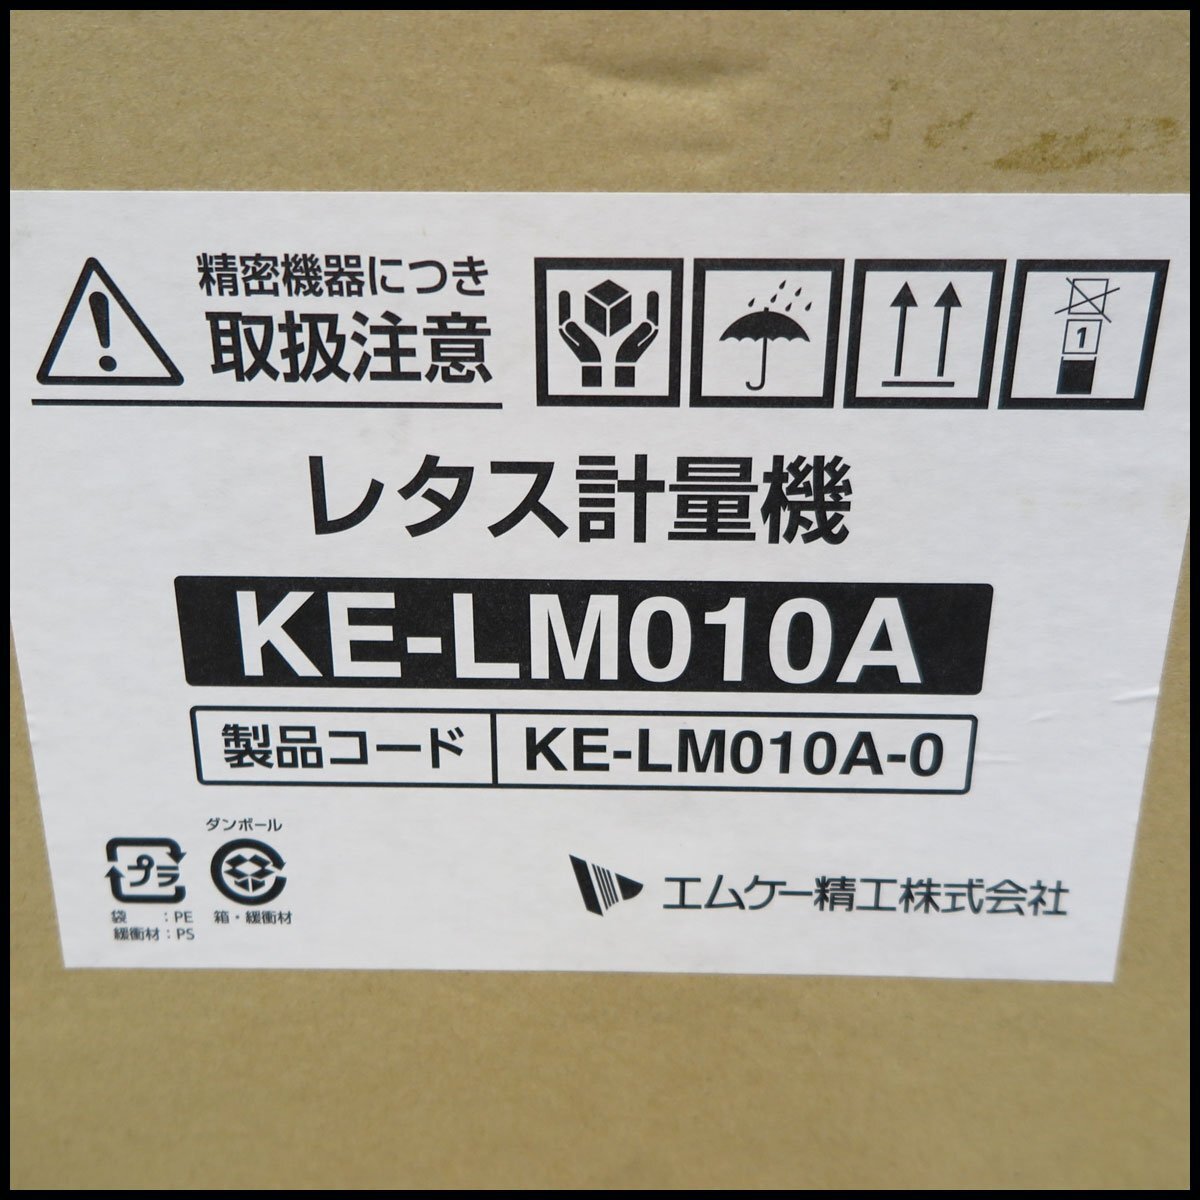 精密機器につき
取扱注意
1
レタス計量機
KE-LM010A
製品コード KE-LM010A-0
ダンボール
プラ
袋 : PE
緩衝材 : PS
箱・緩衝材
エムケー精工株式会社